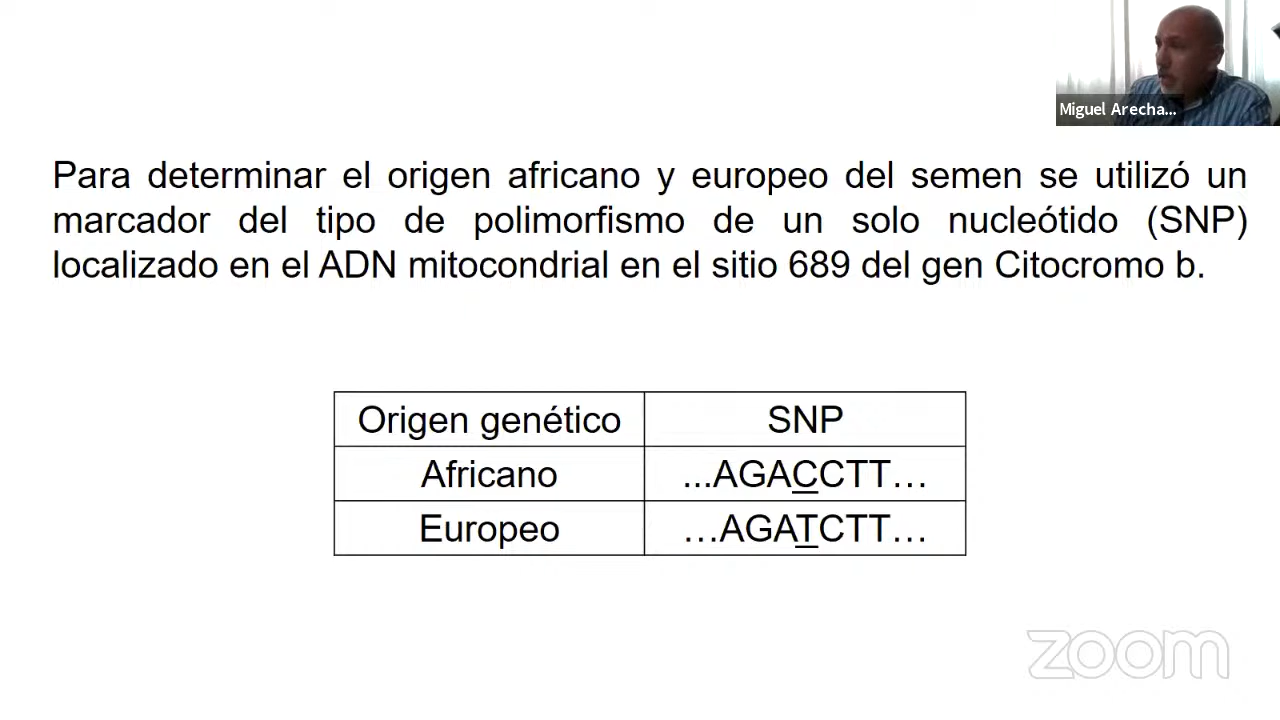 Miguel Arecha...
Para determinar el origen africano y europeo del semen se utilizó un
marcador del tipo de polimorfismo de un solo nucleótido (SNP)
localizado en el ADN mitocondrial en el sitio 689 del gen Citocromo b.
Origen genético SNP
Africano ...AGACCTT…
Europeo …AGATCTT…
zoom